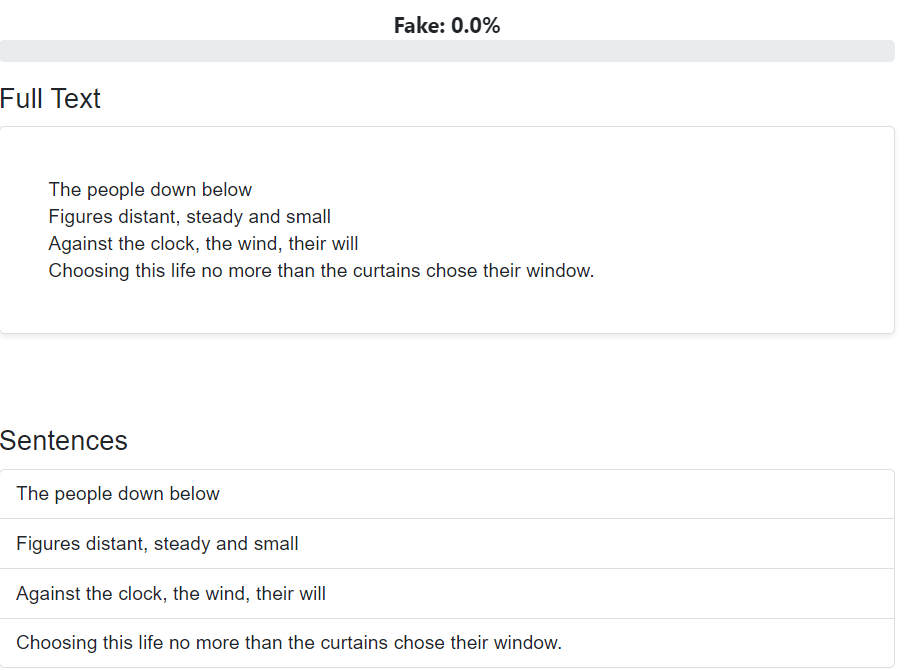 Fake: 0.0%
Full Text
The people down below
Figures distant, steady and small
Against the clock, the wind, their will
Choosing this life no more than the curtains chose their window.
Sentences
The people down below
Figures distant, steady and small
Against the clock, the wind, their will
Choosing this life no more than the curtains chose their window.